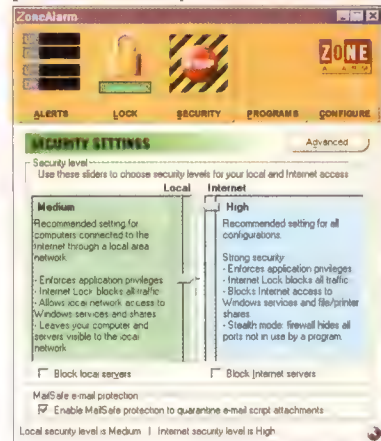 ZoneAlarm
ZONE
ALARM
ALERTS
LOCK
SECURITY
PROGRAMS
CONFIGURE
SECURITY SETTINGS
Advanced
Security level
Use these sliders to choose security levels for your local and Internet access
Local Internet
Medium
Recommended setting for
computers connected to the
Internet through a local area
network
- Enforces application privileges
- Internet Lock blocks all traffic
- Allows local network access to
Windows services and shares
- Leaves your computer and
servers visible to the local
network
High
Recommended setting for all
configurations.
Strong security
- Enforces application privileges
- Internet Lock blocks all traffic
- Blocks Internet access to
Windows services and file/printer
shares
- Stealth mode: firewall hides all
ports not in use by a program.
Block local servers
Block Internet servers
MailSafe e-mail protection
Enable MailSafe protection to quarantine e-mail script attachments
Local security level is Medium | Internet security level is High